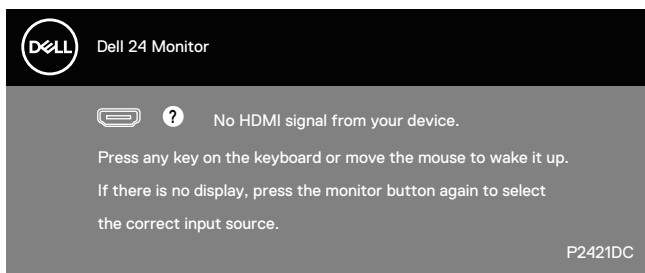 DELL
Dell 24 Monitor
? No HDMI signal from your device.
Press any key on the keyboard or move the mouse to wake it up.
If there is no display, press the monitor button again to select
the correct input source.
P2421DC